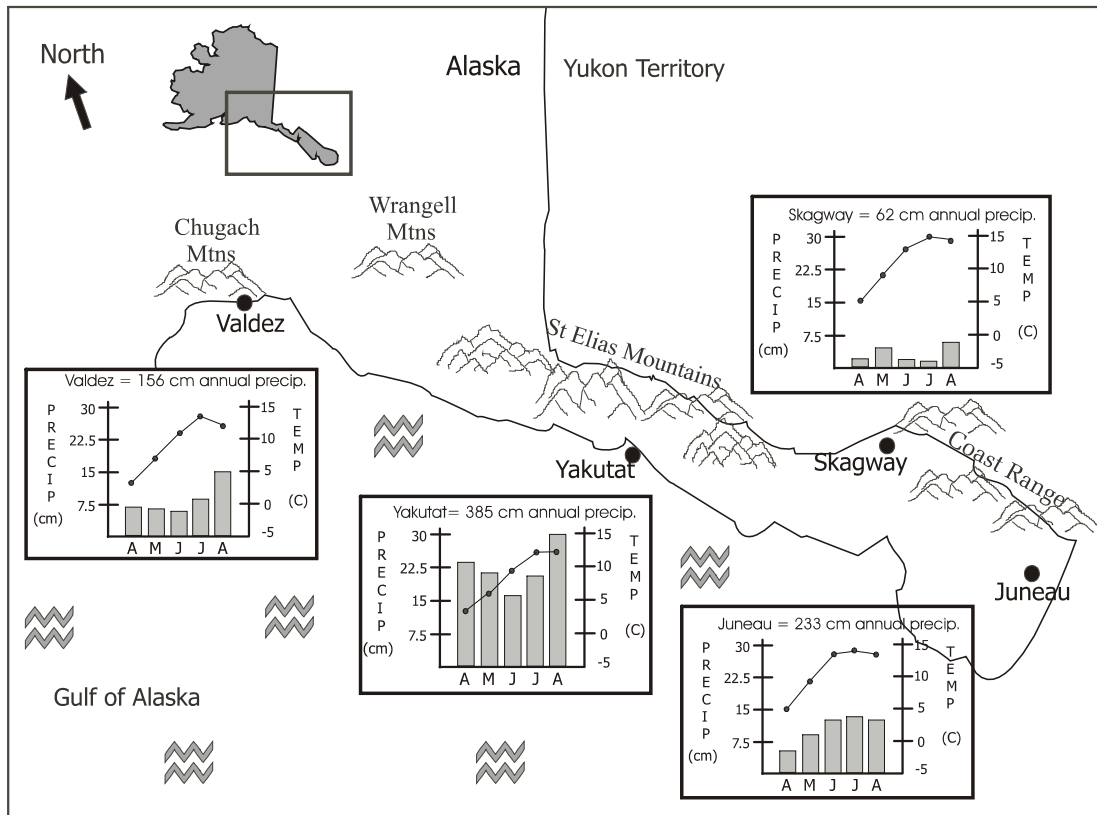 North
Alaska
Yukon Territory
Chugach
Mtns
Wrangell
Mtns
St Elias Mountains
Coast Range
Valdez
Yakutat
Skagway
Juneau
Gulf of Alaska
Skagway = 62 cm annual precip.
PRECIP
(cm)
30
22.5
15
7.5
15
10
5
0
-5
TEMP
(C)
A M J J A
Valdez = 156 cm annual precip.
PRECIP
(cm)
30
22.5
15
7.5
15
10
5
0
-5
TEMP
(C)
A M J J A
Yakutat= 385 cm annual precip.
PRECIP
(cm)
30
22.5
15
7.5
15
10
5
0
-5
TEMP
(C)
A M J J A
Juneau = 233 cm annual precip.
PRECIP
(cm)
30
22.5
15
7.5
15
10
5
0
-5
TEMP
(C)
A M J J A